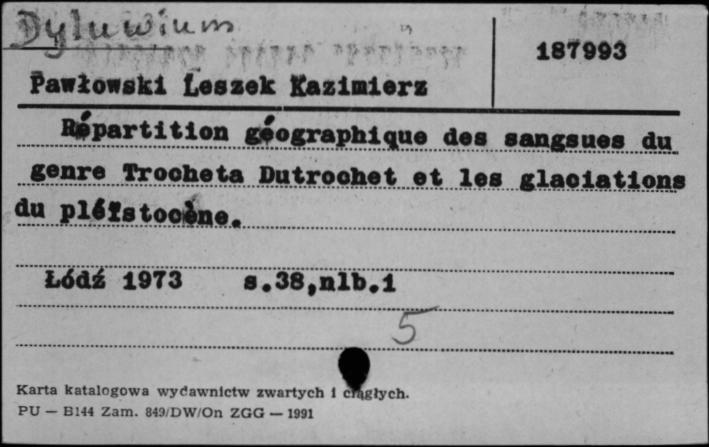 Dyluwium
187993
Pawłowski Leszek Kazimierz
Répartition géographique des sangsues du
genre Trocheta Dutrochet et les glaciations
du pléistocène.
Łódź 1973 s.38,nlb.1
5
Karta katalogowa wydawnictw zwartych i ciągłych.
PU — B144 Zam. 849/DW/On ZGG — 1991